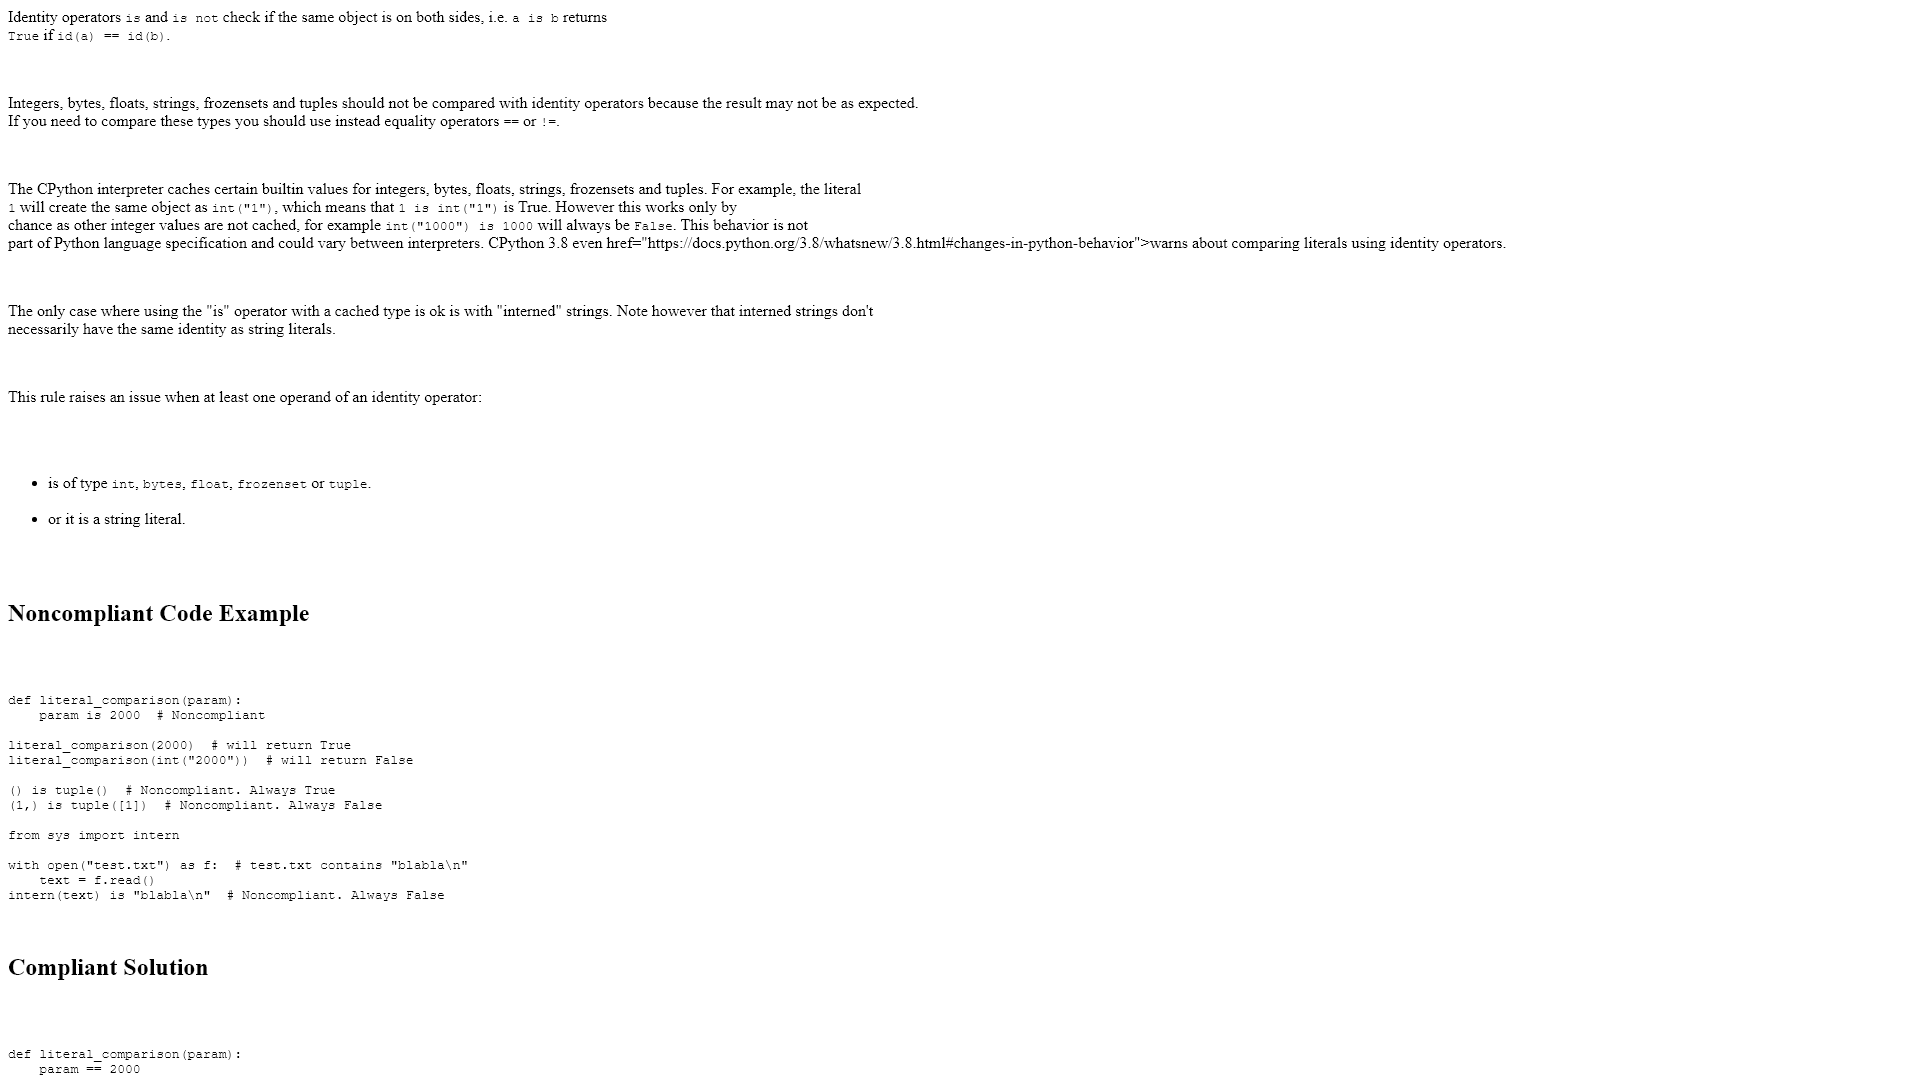 Identity operators is and is not check if the same object is on both sides, i.e. a is b returns
True if id(a) == id(b).
Integers, bytes, floats, strings, frozensets and tuples should not be compared with identity operators because the result may not be as expected.
If you need to compare these types you should use instead equality operators == or !=.
The CPython interpreter caches certain builtin values for integers, bytes, floats, strings, frozensets and tuples. For example, the literal
1 will create the same object as int("1"), which means that 1 is int("1") is True. However this works only by
chance as other integer values are not cached, for example int("1000") is 1000 will always be False. This behavior is not
part of Python language specification and could vary between interpreters. CPython 3.8 even href="https://docs.python.org/3.8/whatsnew/3.8.html#changes-in-python-behavior">warns about comparing literals using identity operators.
The only case where using the "is" operator with a cached type is ok is with "interned" strings. Note however that interned strings don't
necessarily have the same identity as string literals.
This rule raises an issue when at least one operand of an identity operator:
• is of type int, bytes, float, frozenset or tuple.
• or it is a string literal.
Noncompliant Code Example
def literal_comparison(param):
    param is 2000  # Noncompliant
literal_comparison(2000)  # will return True
literal_comparison(int("2000"))  # will return False
() is tuple()  # Noncompliant. Always True
(1,) is tuple([1])  # Noncompliant. Always False
from sys import intern
with open("test.txt") as f:  # test.txt contains "blabla\n"
    text = f.read()
intern(text) is "blabla\n"  # Noncompliant. Always False
Compliant Solution
def literal_comparison(param):
    param == 2000